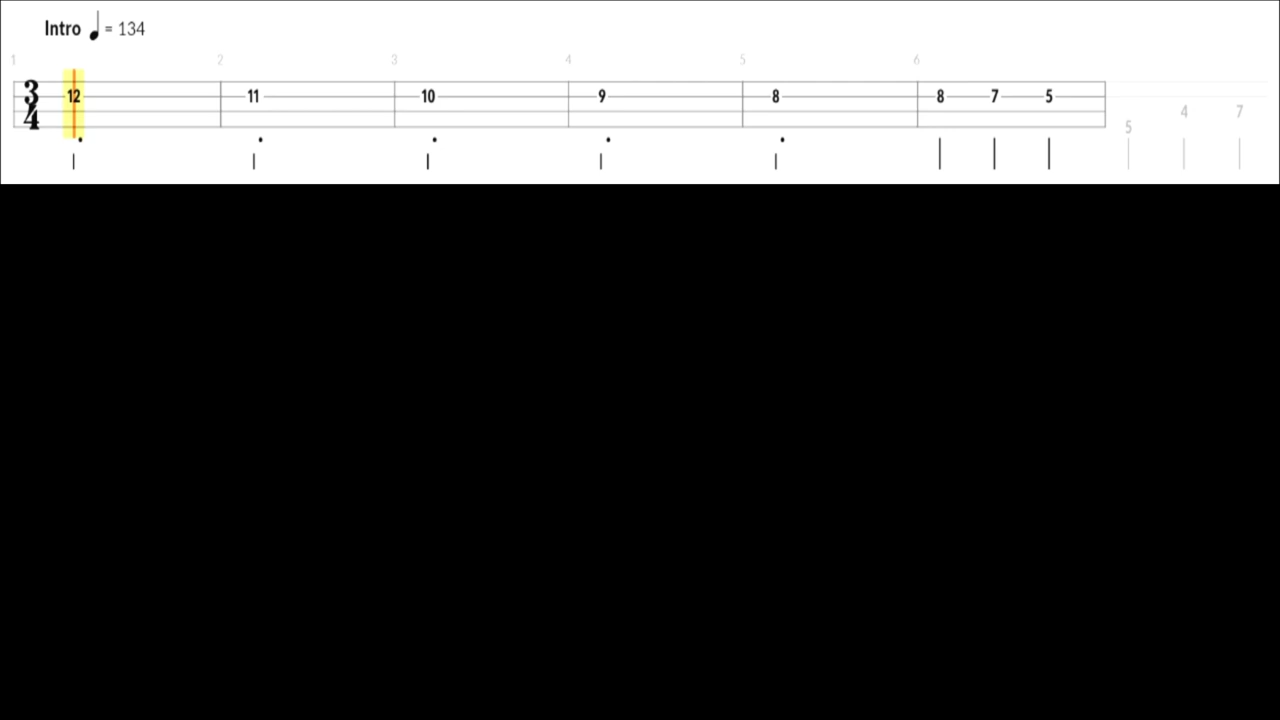 Intro ♩ = 134
1 2 3 4 5 6
3 12 11 10 9 8 8 7 5
4 4 7
5